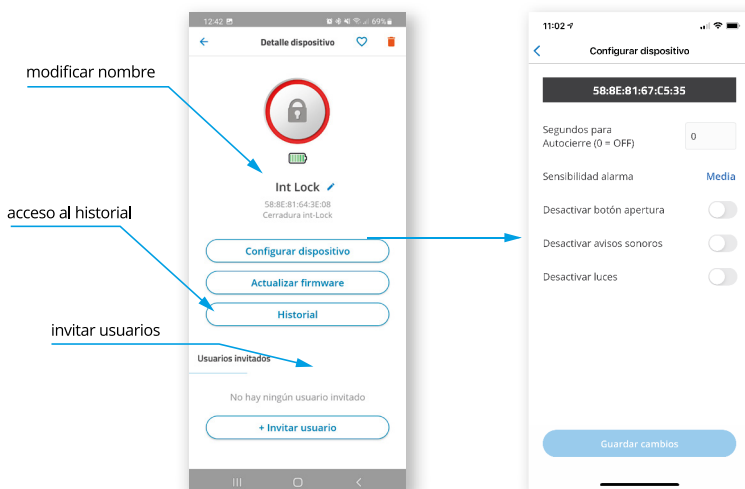 modificar nombre
acceso al historial
invitar usuarios
12:42
69%
Detalle dispositivo
Int Lock
58:8E:81:64:3E:08
Cerradura int-Lock
Configurar dispositivo
Actualizar firmware
Historial
Usuarios invitados
No hay ningún usuario invitado
+ Invitar usuario
11:02
Configurar dispositivo
58:8E:81:67:C5:35
Segundos para
Autocierre (0 = OFF)
0
Sensibilidad alarma
Media
Desactivar botón apertura
Desactivar avisos sonoros
Desactivar luces
Guardar cambios